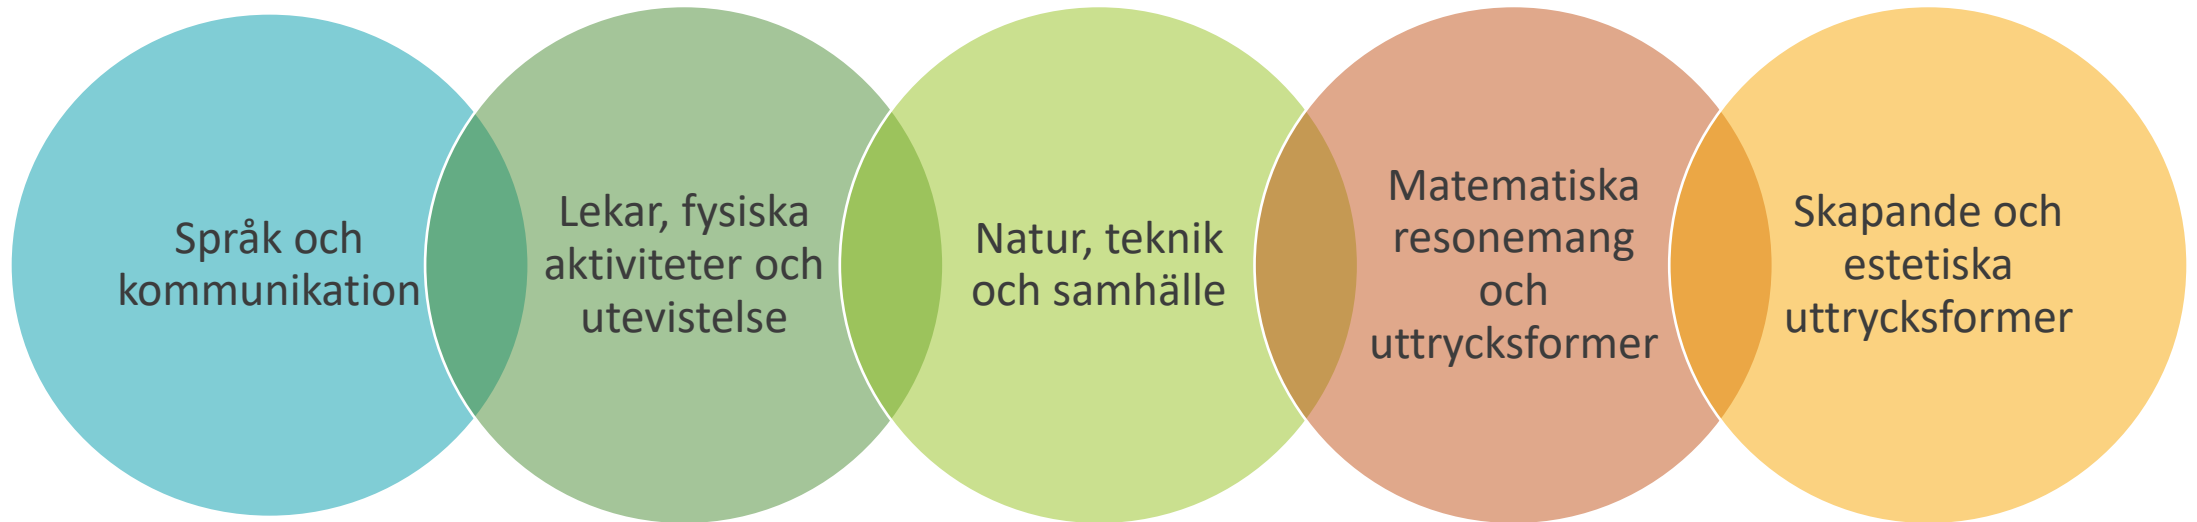 Språk och
kommunikation
Lekar, fysiska
aktiviteter och
utevistelse
Natur, teknik
och samhälle
Matematiska
resonemang
och
uttrycksformer
Skapande och
estetiska
uttrycksformer